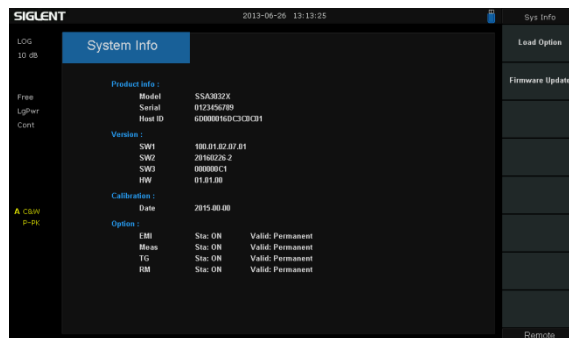 SIGLENT 2013-06-26 13:13:25 Sys Info
LOG
10 dB
System Info
Load Option
Firmware Update
Free
LgPwr
Cont
Product info :
Model SSA3032X
Serial 0123456789
Host ID 6D000016DC3C0C01
Version :
SW1 100.01.02.07.01
SW2 20160226-2
SW3 000000C1
HW 01.01.00
Calibration :
Date 2015-00-00
A C&W
P-PK
Option :
EMI Sta: ON Valid: Permanent
Meas Sta: ON Valid: Permanent
TG Sta: ON Valid: Permanent
RM Sta: ON Valid: Permanent
Remote